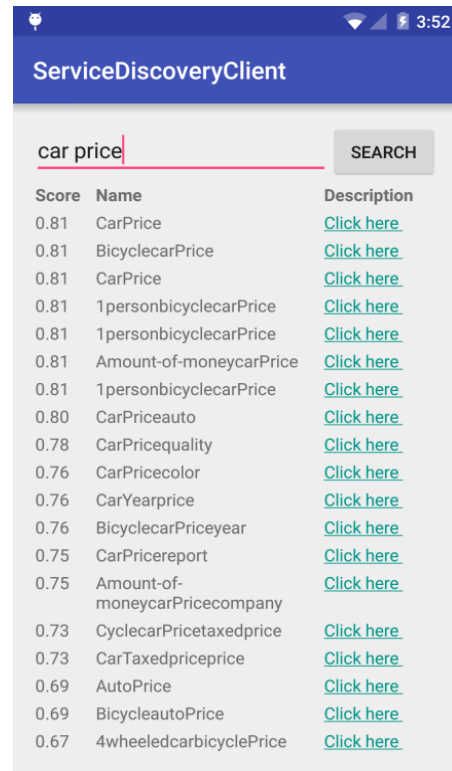 3:52
ServiceDiscoveryClient
car price SEARCH
Score Name Description
0.81 CarPrice Click here
0.81 BicyclecarPrice Click here
0.81 CarPrice Click here
0.81 1personbicyclecarPrice Click here
0.81 1personbicyclecarPrice Click here
0.81 Amount-of-moneycarPrice Click here
0.81 1personbicyclecarPrice Click here
0.80 CarPriceauto Click here
0.78 CarPricequality Click here
0.76 CarPricecolor Click here
0.76 CarYearprice Click here
0.76 BicyclecarPriceyear Click here
0.75 CarPricereport Click here
0.75 Amount-of- Click here
moneycarPricecompany
0.73 CyclecarPricetaxedprice Click here
0.73 CarTaxedpriceprice Click here
0.69 AutoPrice Click here
0.69 BicycleautoPrice Click here
0.67 4wheeledcarbicyclePrice Click here